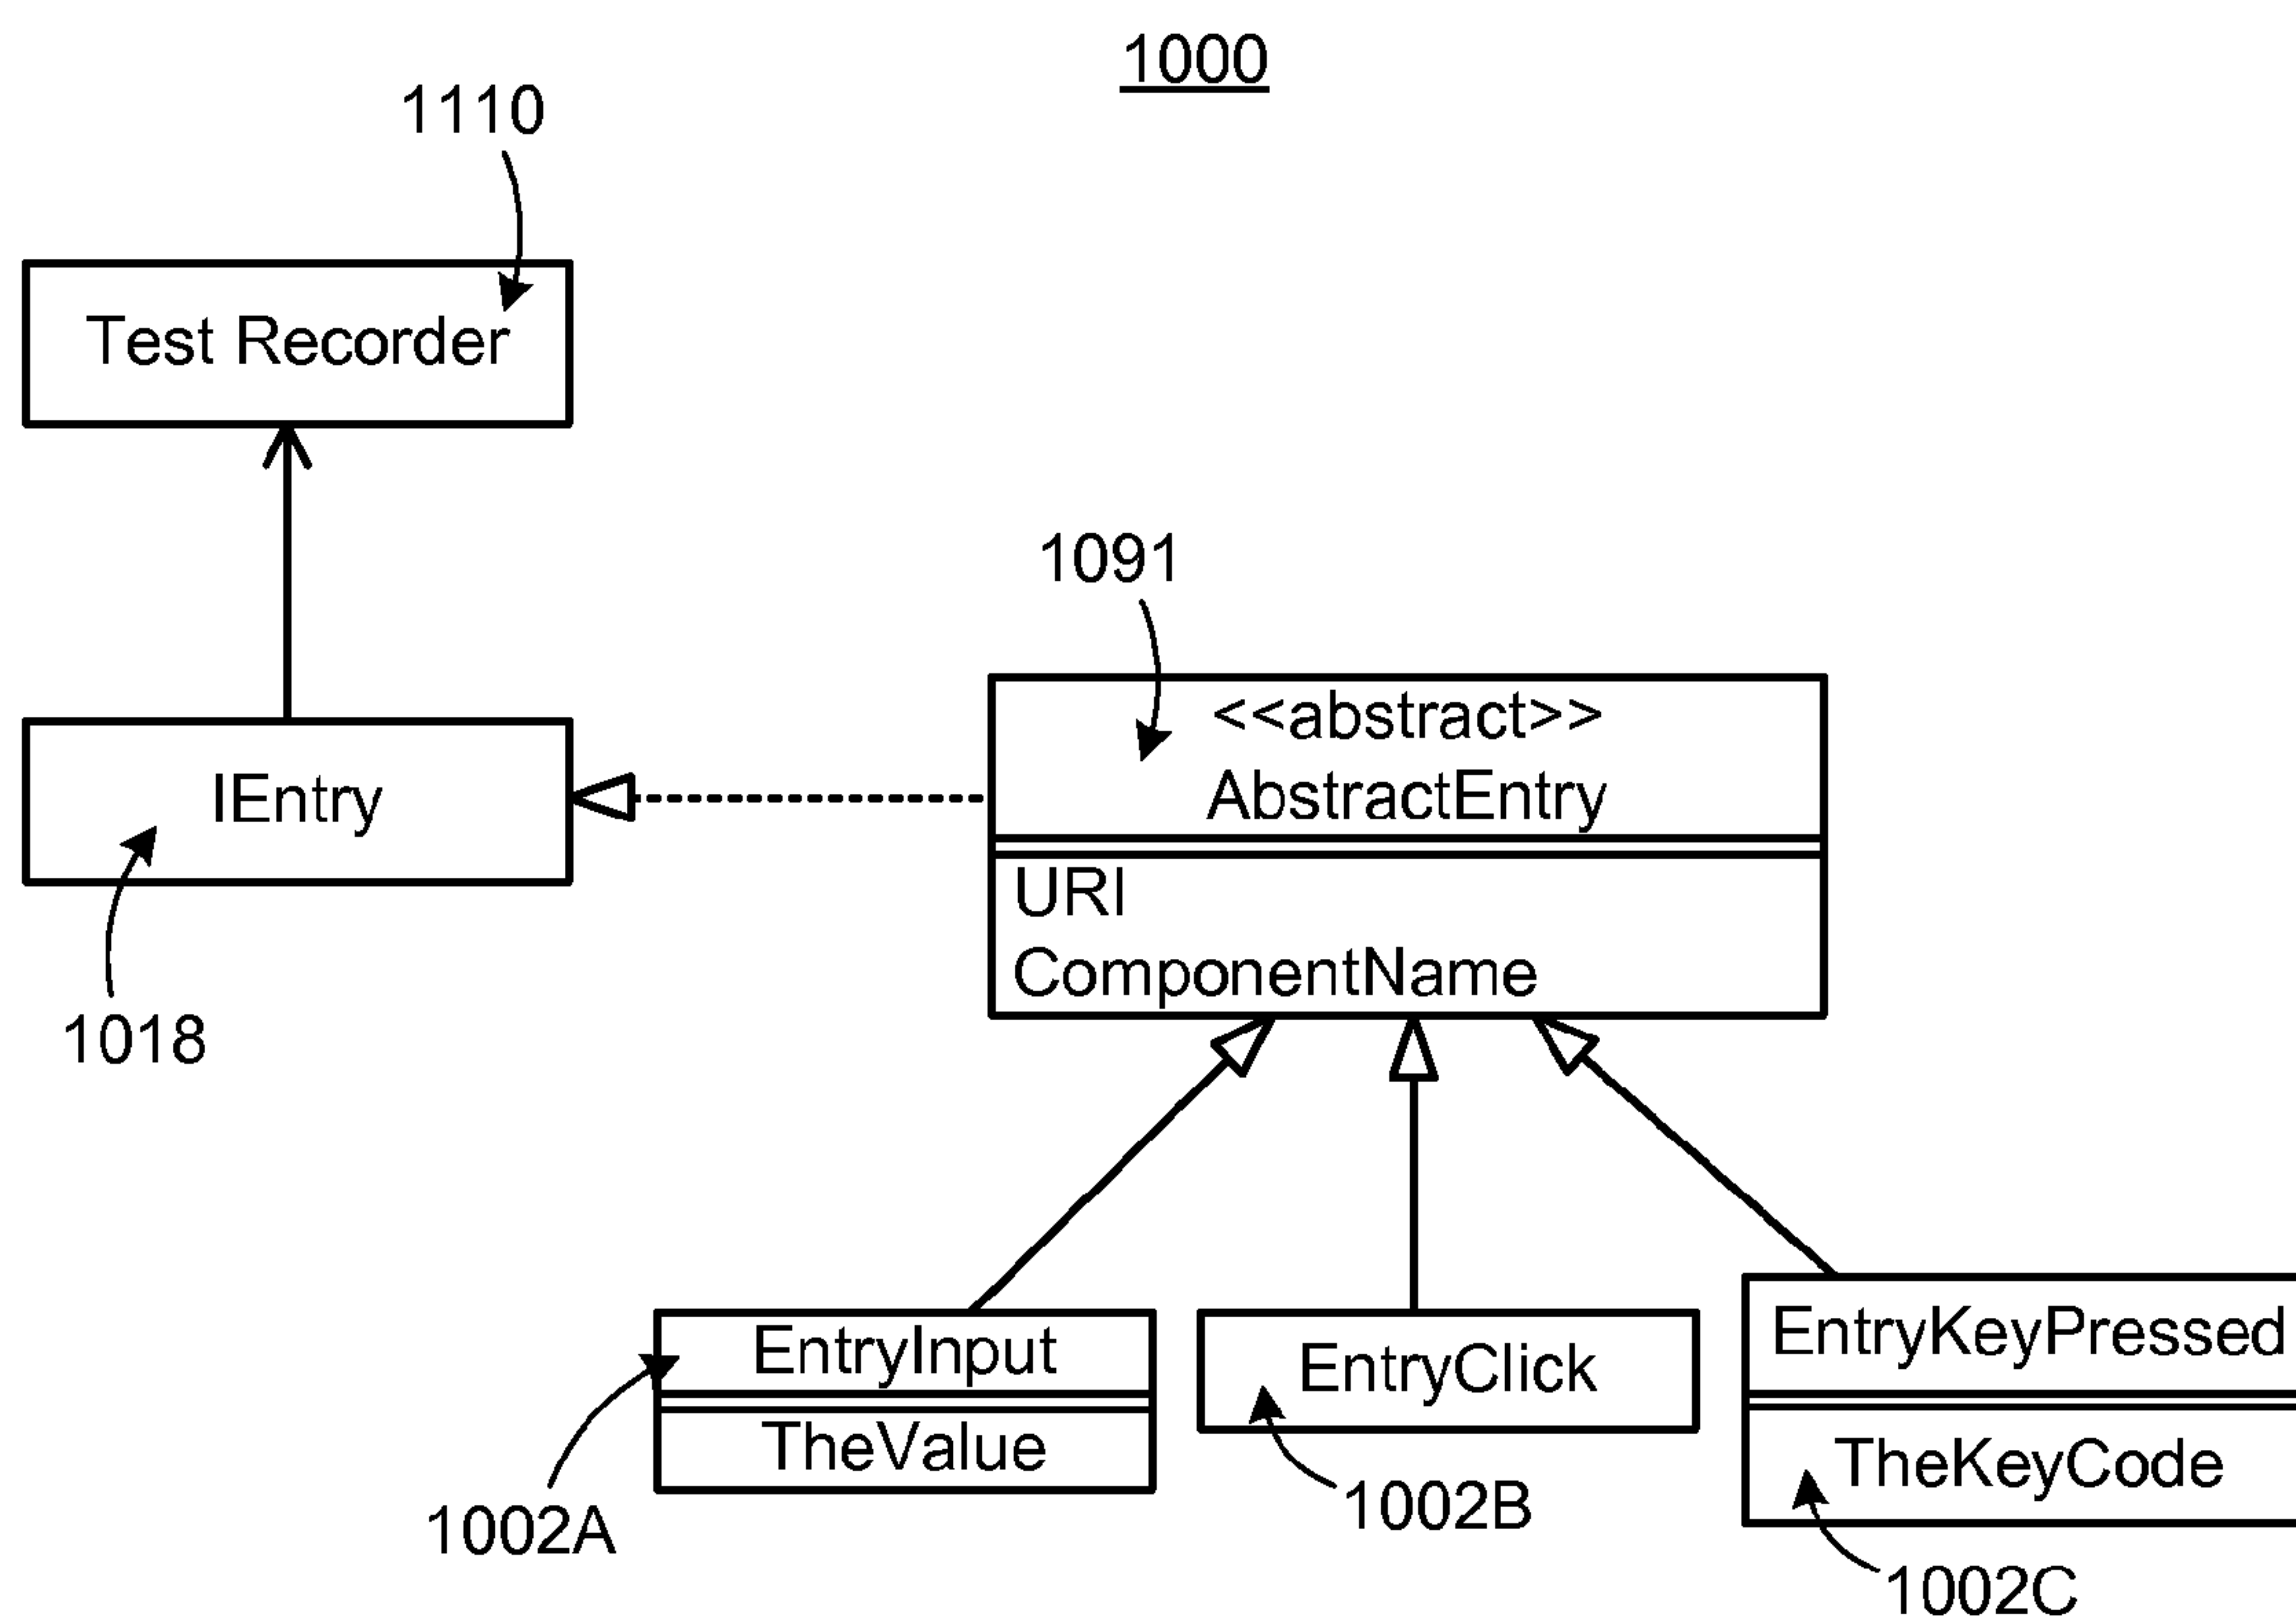 1000
1110
Test Recorder
1091
<<abstract>>
AbstractEntry
IEntry
URI
ComponentName
1018
EntryInput
TheValue
EntryClick
EntryKeyPressed
TheKeyCode
1002A
1002B
1002C